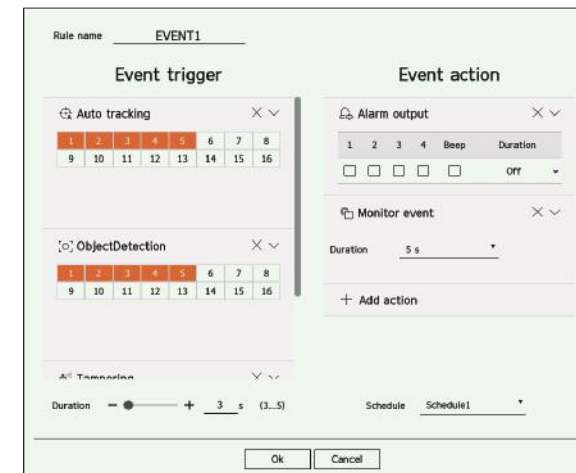 Rule name EVENT1
Event trigger
Auto tracking
1 2 3 4 5 6 7 8
9 10 11 12 13 14 15 16
ObjectDetection
1 2 3 4 5 6 7 8
9 10 11 12 13 14 15 16
Tampering
Duration 3 s (3...5)
Event action
Alarm output
1 2 3 4 Beep Duration
Off
Monitor event
Duration 5 s
+ Add action
Schedule Schedule1
Ok Cancel